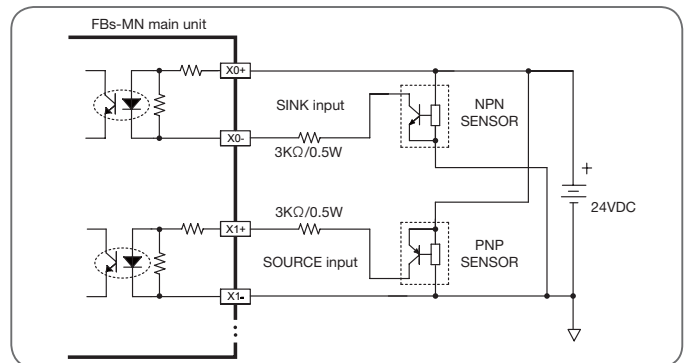 FBs-MN main unit
X0+
SINK input
NPN
SENSOR
X0-
3KΩ/0.5W
+
24VDC
3KΩ/0.5W
X1+
SOURCE input
PNP
SENSOR
X1-